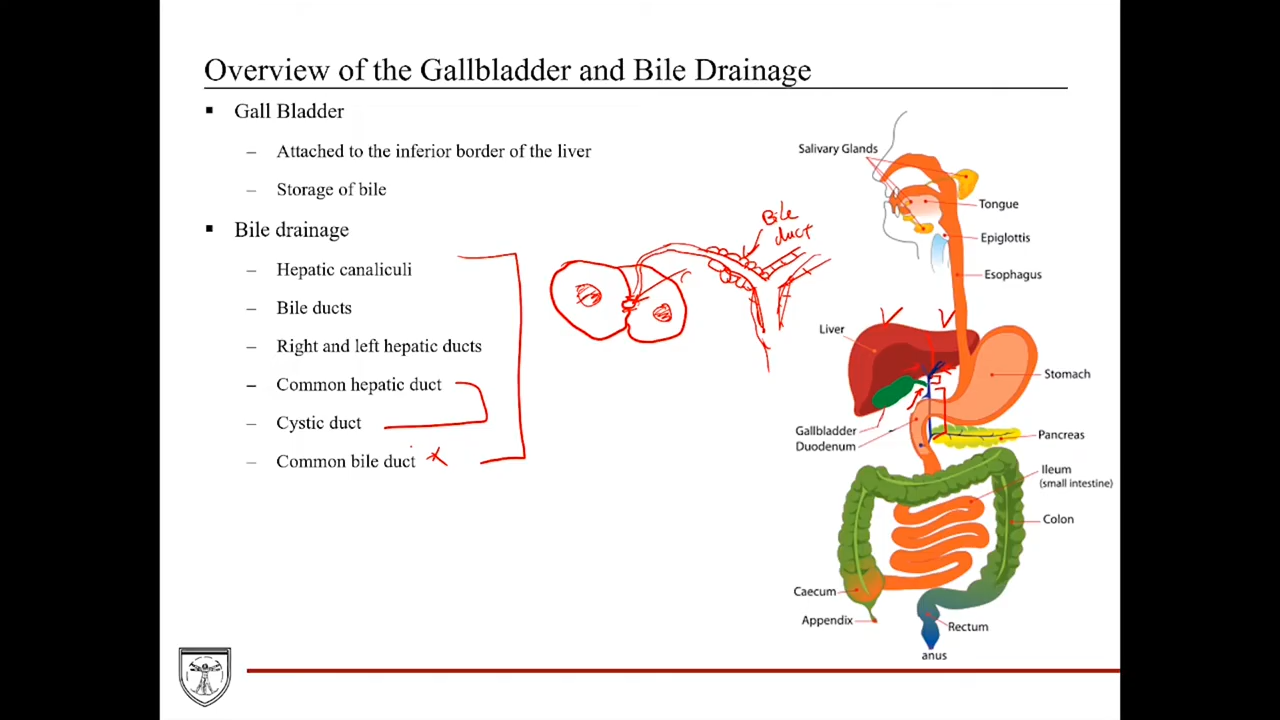 Overview of the Gallbladder and Bile Drainage
▪ Gall Bladder
– Attached to the inferior border of the liver
– Storage of bile
▪ Bile drainage
– Hepatic canaliculi
– Bile ducts
– Right and left hepatic ducts
– Common hepatic duct
– Cystic duct
– Common bile duct
Bile
duct
Salivary Glands
Tongue
Epiglottis
Esophagus
Liver
Stomach
Gallbladder
Duodenum
Pancreas
Ileum
(small intestine)
Colon
Caecum
Appendix
Rectum
anus